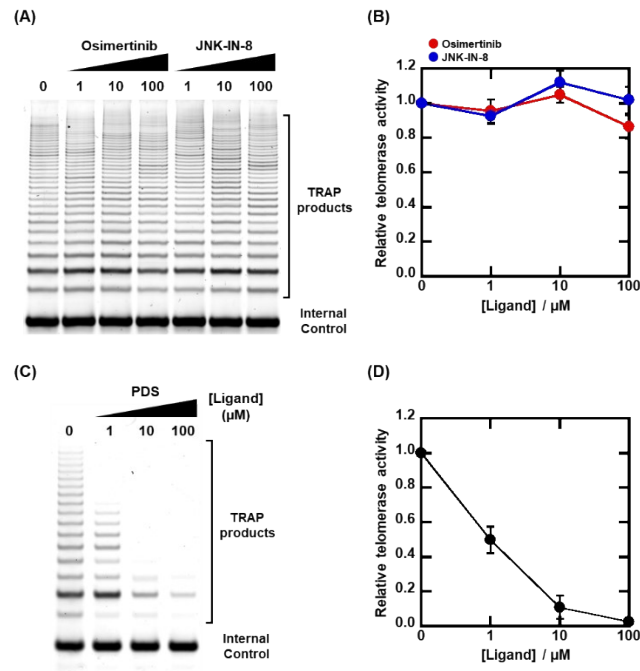 (A)
Osimertinib JNK-IN-8
0 1 10 100 1 10 100
TRAP
products
Internal
Control
(B)
Osimertinib
JNK-IN-8
Relative telomerase activity
1.2
1.0
0.8
0.6
0.4
0.2
0.0
0 1 10 100
[Ligand] / µM
(C)
PDS [Ligand]
(µM)
0 1 10 100
TRAP
products
Internal
Control
(D)
Relative telomerase activity
1.2
1.0
0.8
0.6
0.4
0.2
0.0
0 1 10 100
[Ligand] / µM